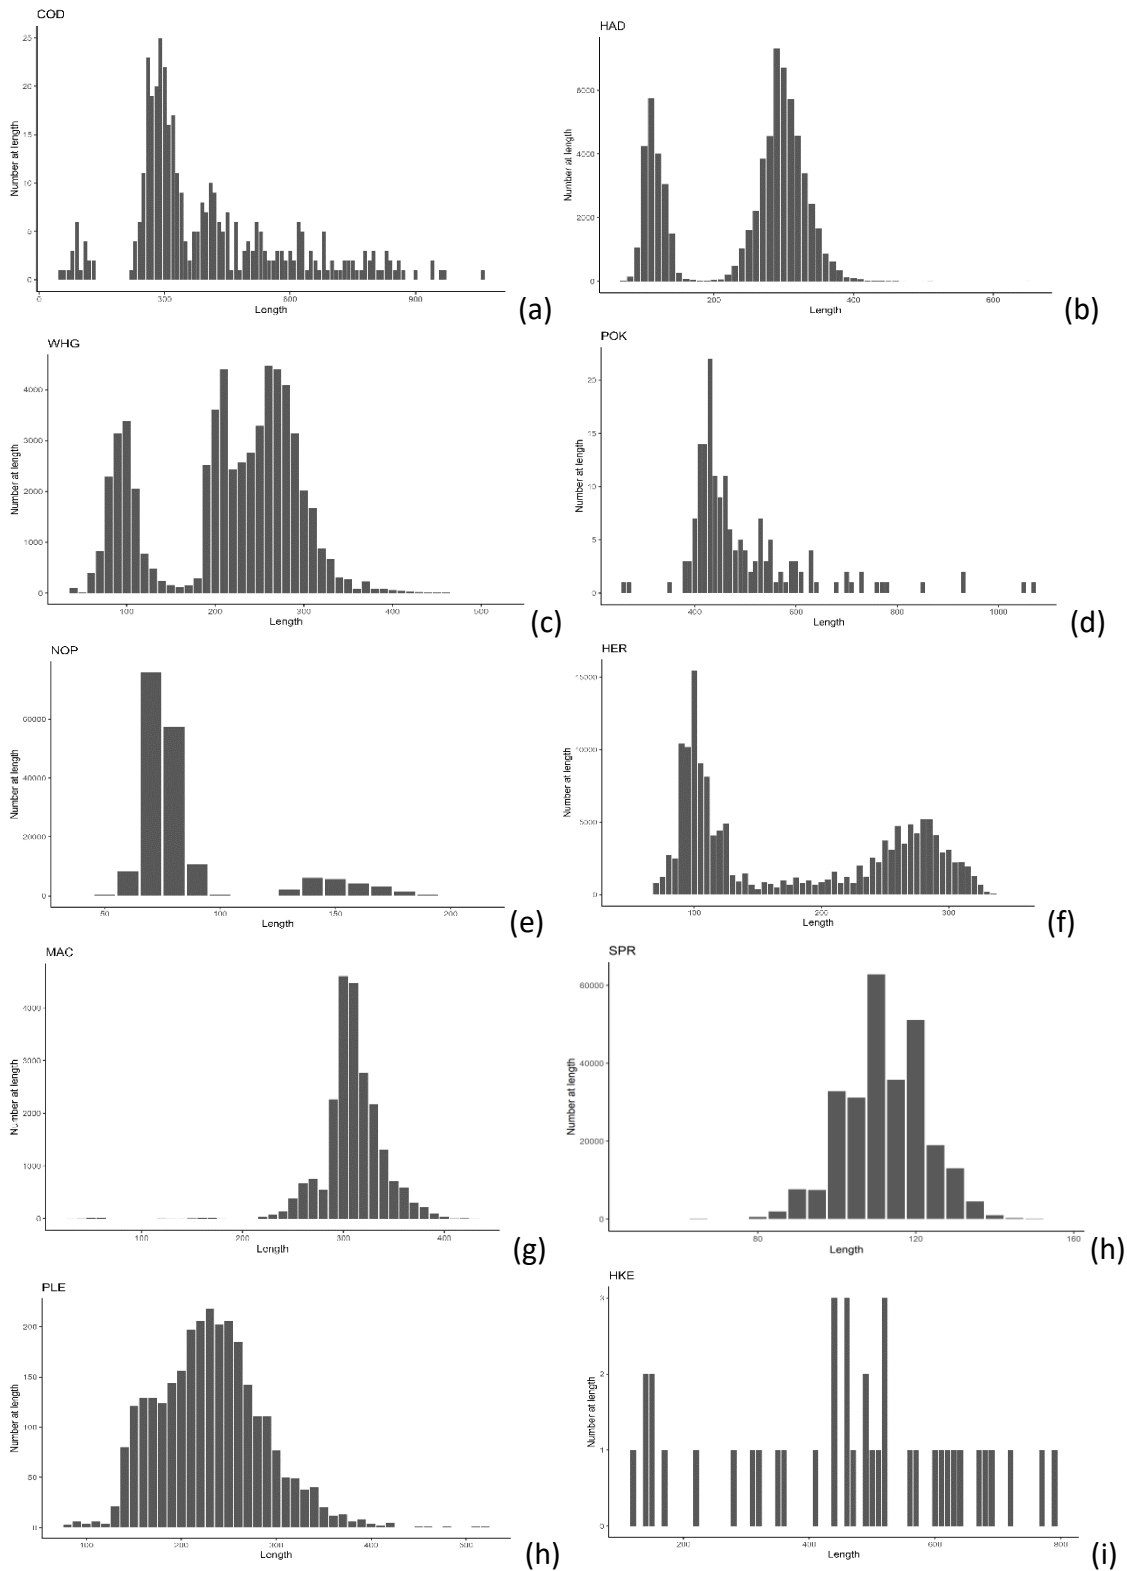 COD
Number at length
25
20
15
10
5
0
0 300 600 900
Length
(a)
HAD
Number at length
6000
4000
2000
0
200 400 600
Length
(b)
WHG
Number at length
4000
3000
2000
1000
0
100 200 300 400 500
Length
(c)
POK
Number at length
20
15
10
5
0
400 600 800 1000
Length
(d)
NOP
Number at length
60000
40000
20000
0
50 100 150 200
Length
(e)
HER
Number at length
15000
10000
5000
0
100 200 300
Length
(f)
MAC
Number at length
4000
3000
2000
1000
0
100 200 300 400
Length
(g)
SPR
Number at length
60000
40000
20000
0
80 120 160
Length
(h)
PLE
Number at length
200
150
100
50
0
100 200 300 400 500
Length
(h)
HKE
Number at length
3
2
1
0
200 400 600 800
Length
(i)